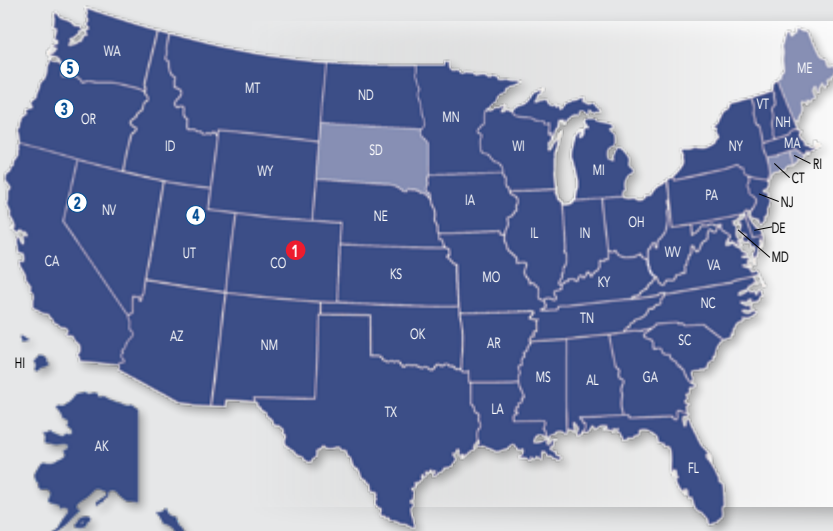 WA
ME
5
MT
ND
VT
MN
NH
3
OR
NY
MA
ID
SD
WI
RI
MI
WY
CT
PA
IA
NJ
2
NV
4
NE
OH
DE
IL
IN
MD
1
UT
CO
WV
VA
CA
KS
MO
KY
NC
TN
AZ
NM
OK
AR
SC
HI
MS
AL
GA
LA
TX
AK
FL